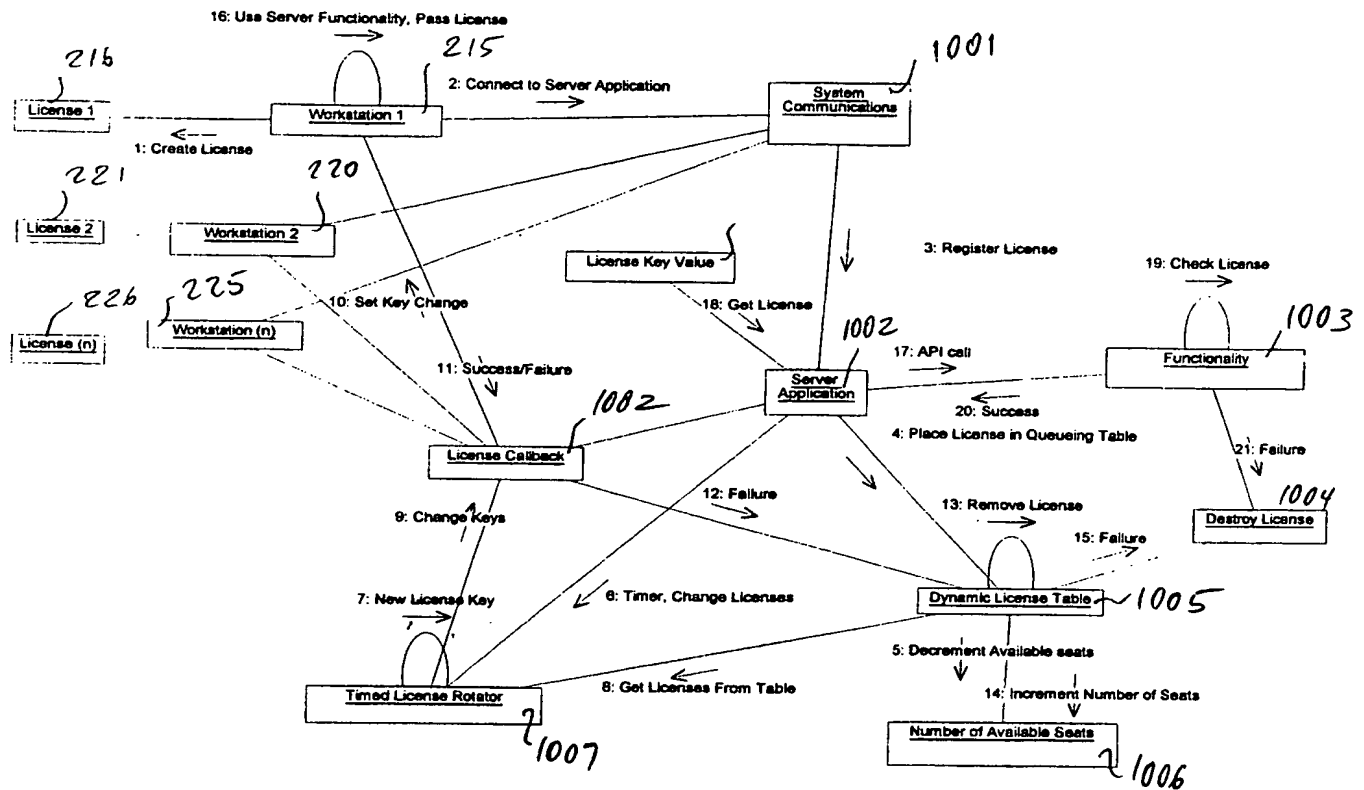 16: Use Server Functionality, Pass License
216
215
1001
2: Connect to Server Application
License 1
Workstation 1
System
Communications
1: Create License
221
220
License 2
Workstation 2
3: Register License
License Key Value
19: Check License
226
225
10: Set Key Change
18: Get License
1002
1003
License (n)
Workstation (n)
17: API call
Functionality
11: Success/Failure
Server
Application
1002
20: Success
4: Place License in Queueing Table
License Callback
21: Failure
12: Failure
13: Remove License
1004
9: Change Keys
Destroy License
15: Failure
7: New License Key
6: Timer, Change Licenses
Dynamic License Table
1005
5: Decrement Available seats
8: Get Licenses From Table
14: Increment Number of Seats
Timed License Rotator
Number of Available Seats
1007
1006